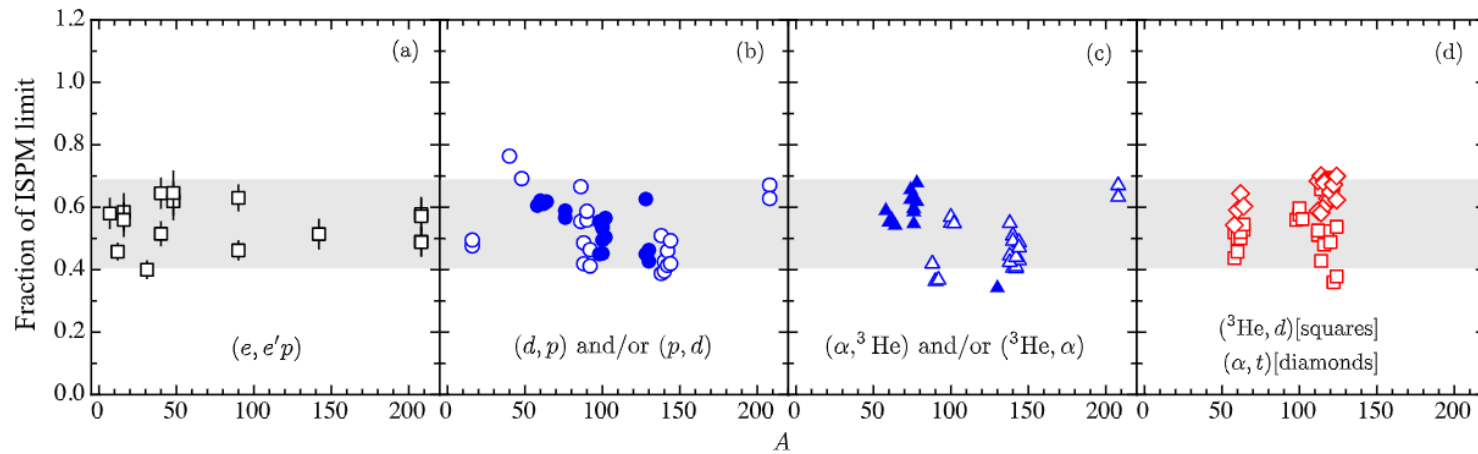 Fraction of ISPM limit
1.2
1.0
0.8
0.6
0.4
0.2
0.0
(a)
(b)
(c)
(d)
(e, e′p)
(d, p) and/or (p, d)
(α,³ He) and/or (³He, α)
(³He, d)[squares]
(α, t)[diamonds]
0 50 100 150 200
0 50 100 150 200
0 50 100 150 200
0 50 100 150 200
A